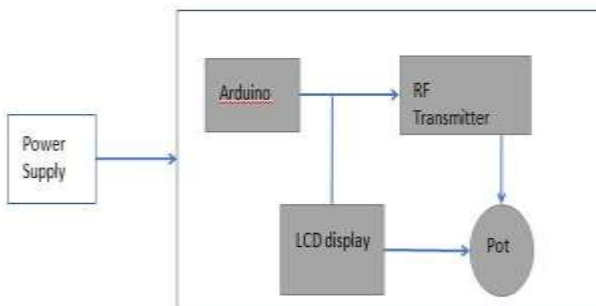 Arduino
RF
Transmitter
Power
Supply
LCD display
Pot